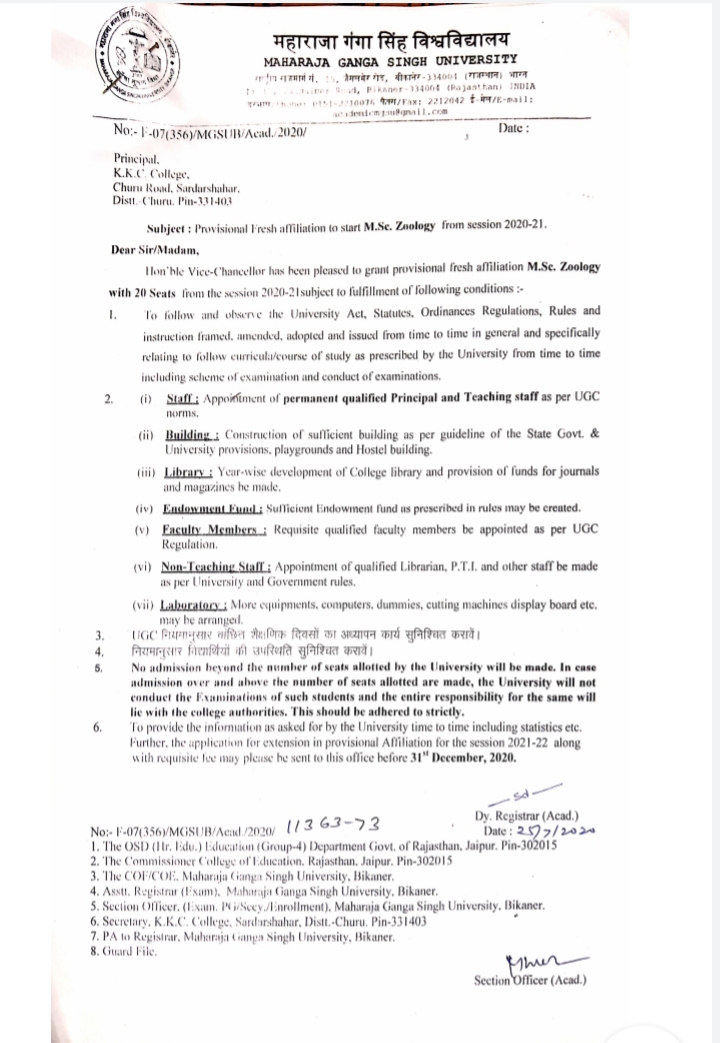 महाराजा गंगा सिंह विश्वविद्यालय
MAHARAJA GANGA SINGH UNIVERSITY
जैसलमेर रोड, बीकानेर-334004 (राजस्थान) भारत
Road, Bikaner-334004 (Rajasthan) INDIA
2210076 फैक्स/Fax: 2212042 ई-मेल/E-mail:
No:- F-07(356)/MGSUB/Acad./2020/ Date :
Principal,
K.K.C. College,
Churu Road, Sardarshahar,
Distt.-Churu. Pin-331403
Subject : Provisional Fresh affiliation to start M.Sc. Zoology from session 2020-21.
Dear Sir/Madam,
Hon'ble Vice-Chancellor has been pleased to grant provisional fresh affiliation M.Sc. Zoology
with 20 Seats from the session 2020-21subject to fulfillment of following conditions :-
1. To follow and observe the University Act, Statutes, Ordinances Regulations, Rules and
instruction framed, amended, adopted and issued from time to time in general and specifically
relating to follow curricula/course of study as prescribed by the University from time to time
including scheme of examination and conduct of examinations.
2. (i) Staff : Appointment of permanent qualified Principal and Teaching staff as per UGC
norms.
(ii) Building : Construction of sufficient building as per guideline of the State Govt. &
University provisions, playgrounds and Hostel building.
(iii) Library : Year-wise development of College library and provision of funds for journals
and magazines be made.
(iv) Endowment Fund : Sufficient Endowment fund as prescribed in rules may be created.
(v) Faculty Members : Requisite qualified faculty members be appointed as per UGC
Regulation.
(vi) Non-Teaching Staff : Appointment of qualified Librarian, P.T.I. and other staff be made
as per University and Government rules.
(vii) Laboratory : More equipments, computers, dummies, cutting machines display board etc.
may be arranged.
3. UGC नियमानुसार वांछित शैक्षणिक दिवसों का अध्यापन कार्य सुनिश्चित करावें।
4. नियमानुसार विद्यार्थियों की उपस्थिति सुनिश्चित करावें।
5. No admission beyond the number of seats allotted by the University will be made. In case
admission over and above the number of seats allotted are made, the University will not
conduct the Examinations of such students and the entire responsibility for the same will
lie with the college authorities. This should be adhered to strictly.
6. To provide the information as asked for by the University time to time including statistics etc.
Further, the application for extension in provisional Affiliation for the session 2021-22 along
with requisite fee may please be sent to this office before 31st December, 2020.
sd
Dy. Registrar (Acad.)
No:- F-07(356)/MGSUB/Acad./2020/ 11363-73 Date : 25/7/2020
1. The OSD (Hr. Edu.) Education (Group-4) Department Govt. of Rajasthan, Jaipur. Pin-302015
2. The Commissioner College of Education, Rajasthan, Jaipur. Pin-302015
3. The COF/COE, Maharaja Ganga Singh University, Bikaner.
4. Asstt. Registrar (Exam), Maharaja Ganga Singh University, Bikaner.
5. Section Officer, (Exam. PG/Secy./Enrollment), Maharaja Ganga Singh University, Bikaner.
6. Secretary, K.K.C. College, Sardarshahar, Distt.-Churu. Pin-331403
7. PA to Registrar, Maharaja Ganga Singh University, Bikaner.
8. Guard File.
Section Officer (Acad.)